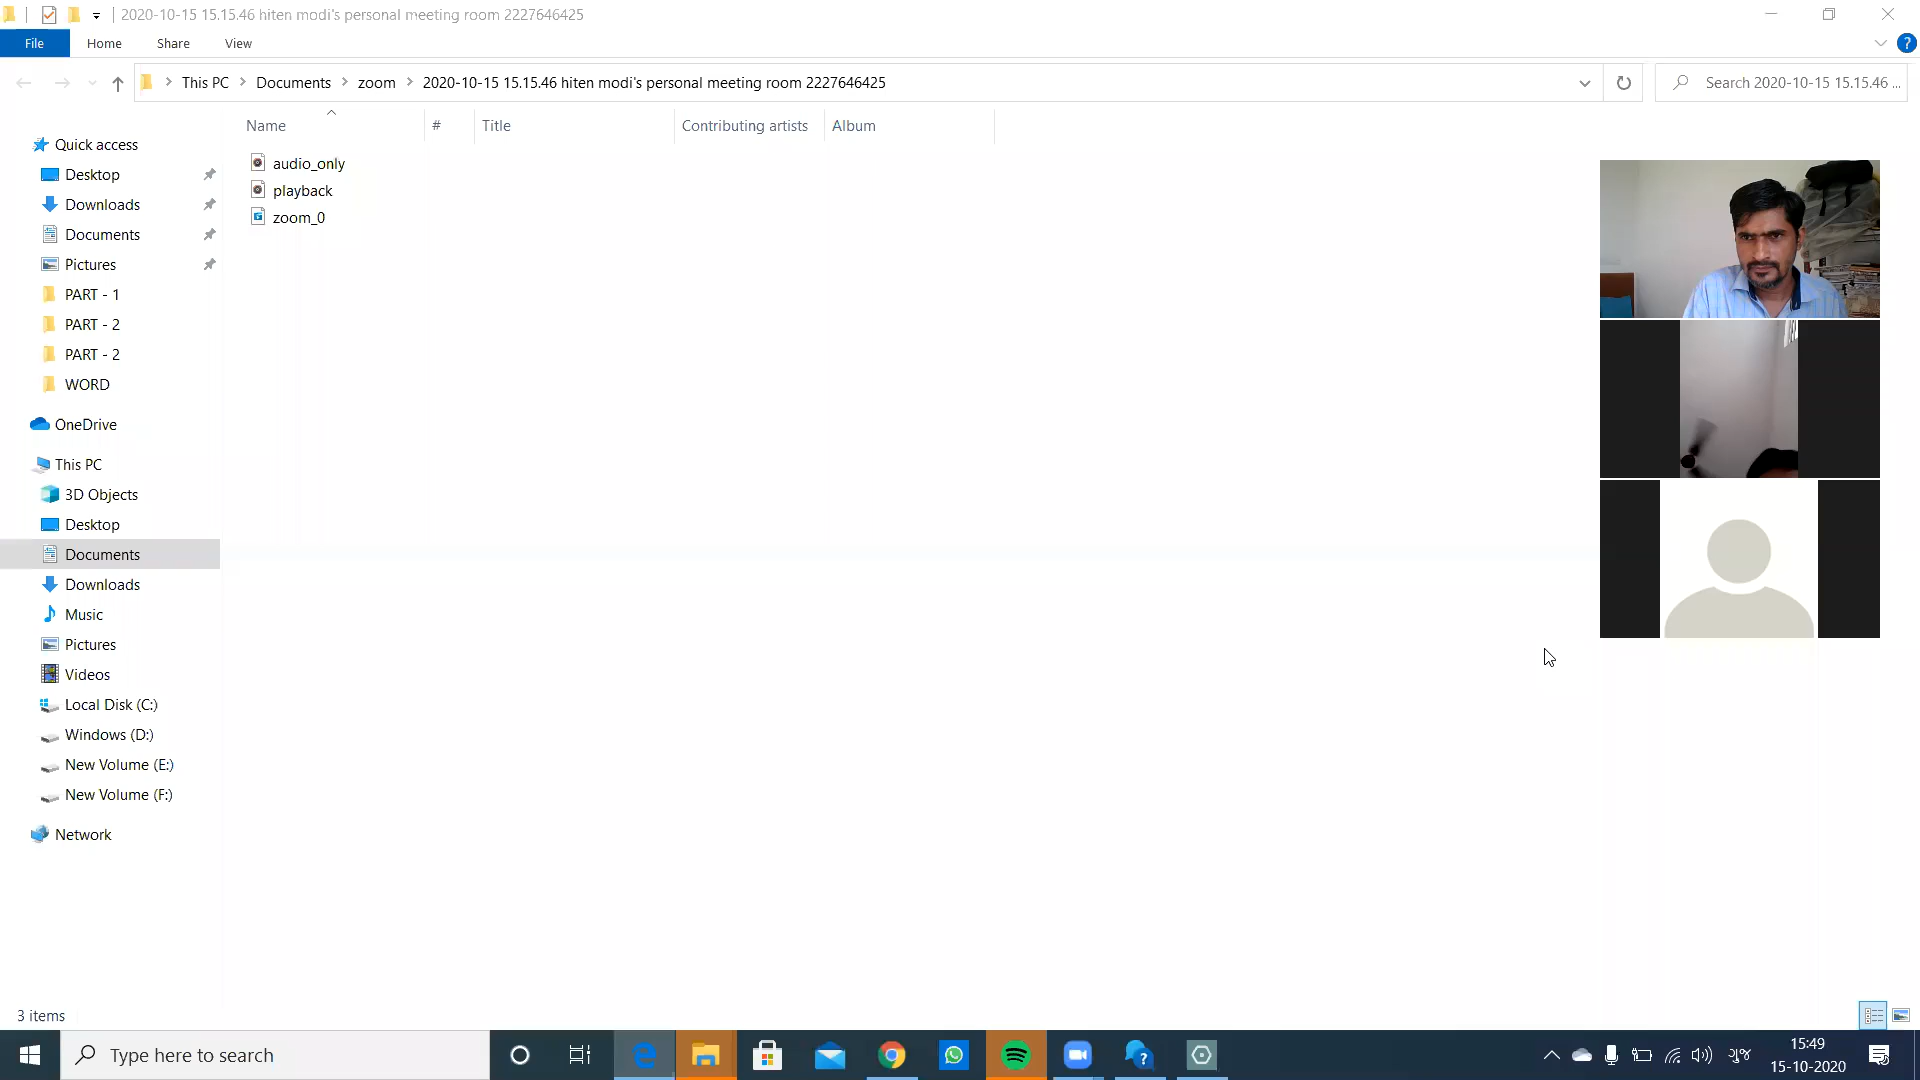 2020-10-15 15.15.46 hiten modi's personal meeting room 2227646425
File Home Share View ?
This PC Documents zoom 2020-10-15 15.15.46 hiten modi's personal meeting room 2227646425 Search 2020-10-15 15.15.46 ...
Name # Title Contributing artists Album
audio_only
playback
zoom_0
Quick access
Desktop
Downloads
Documents
Pictures
PART - 1
PART - 2
PART - 2
WORD
OneDrive
This PC
3D Objects
Desktop
Documents
Downloads
Music
Pictures
Videos
Local Disk (C:)
Windows (D:)
New Volume (E:)
New Volume (F:)
Network
3 items
Type here to search
ગુજ
15:49
15-10-2020